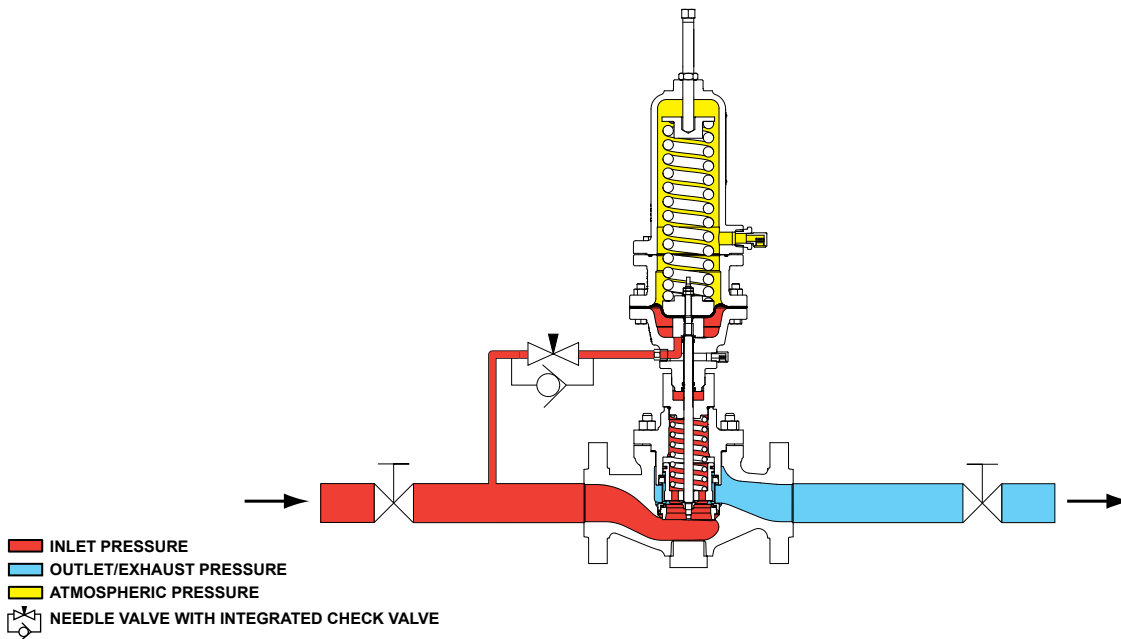 INLET PRESSURE
OUTLET/EXHAUST PRESSURE
ATMOSPHERIC PRESSURE
NEEDLE VALVE WITH INTEGRATED CHECK VALVE